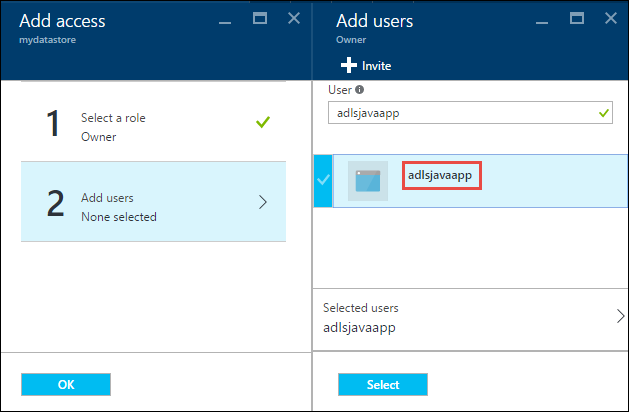 Add access
mydatastore
1
Select a role
Owner
2
Add users
None selected
OK
Add users
Owner
Invite
User
adlsjavaapp
adlsjavaapp
Selected users
adlsjavaapp
Select